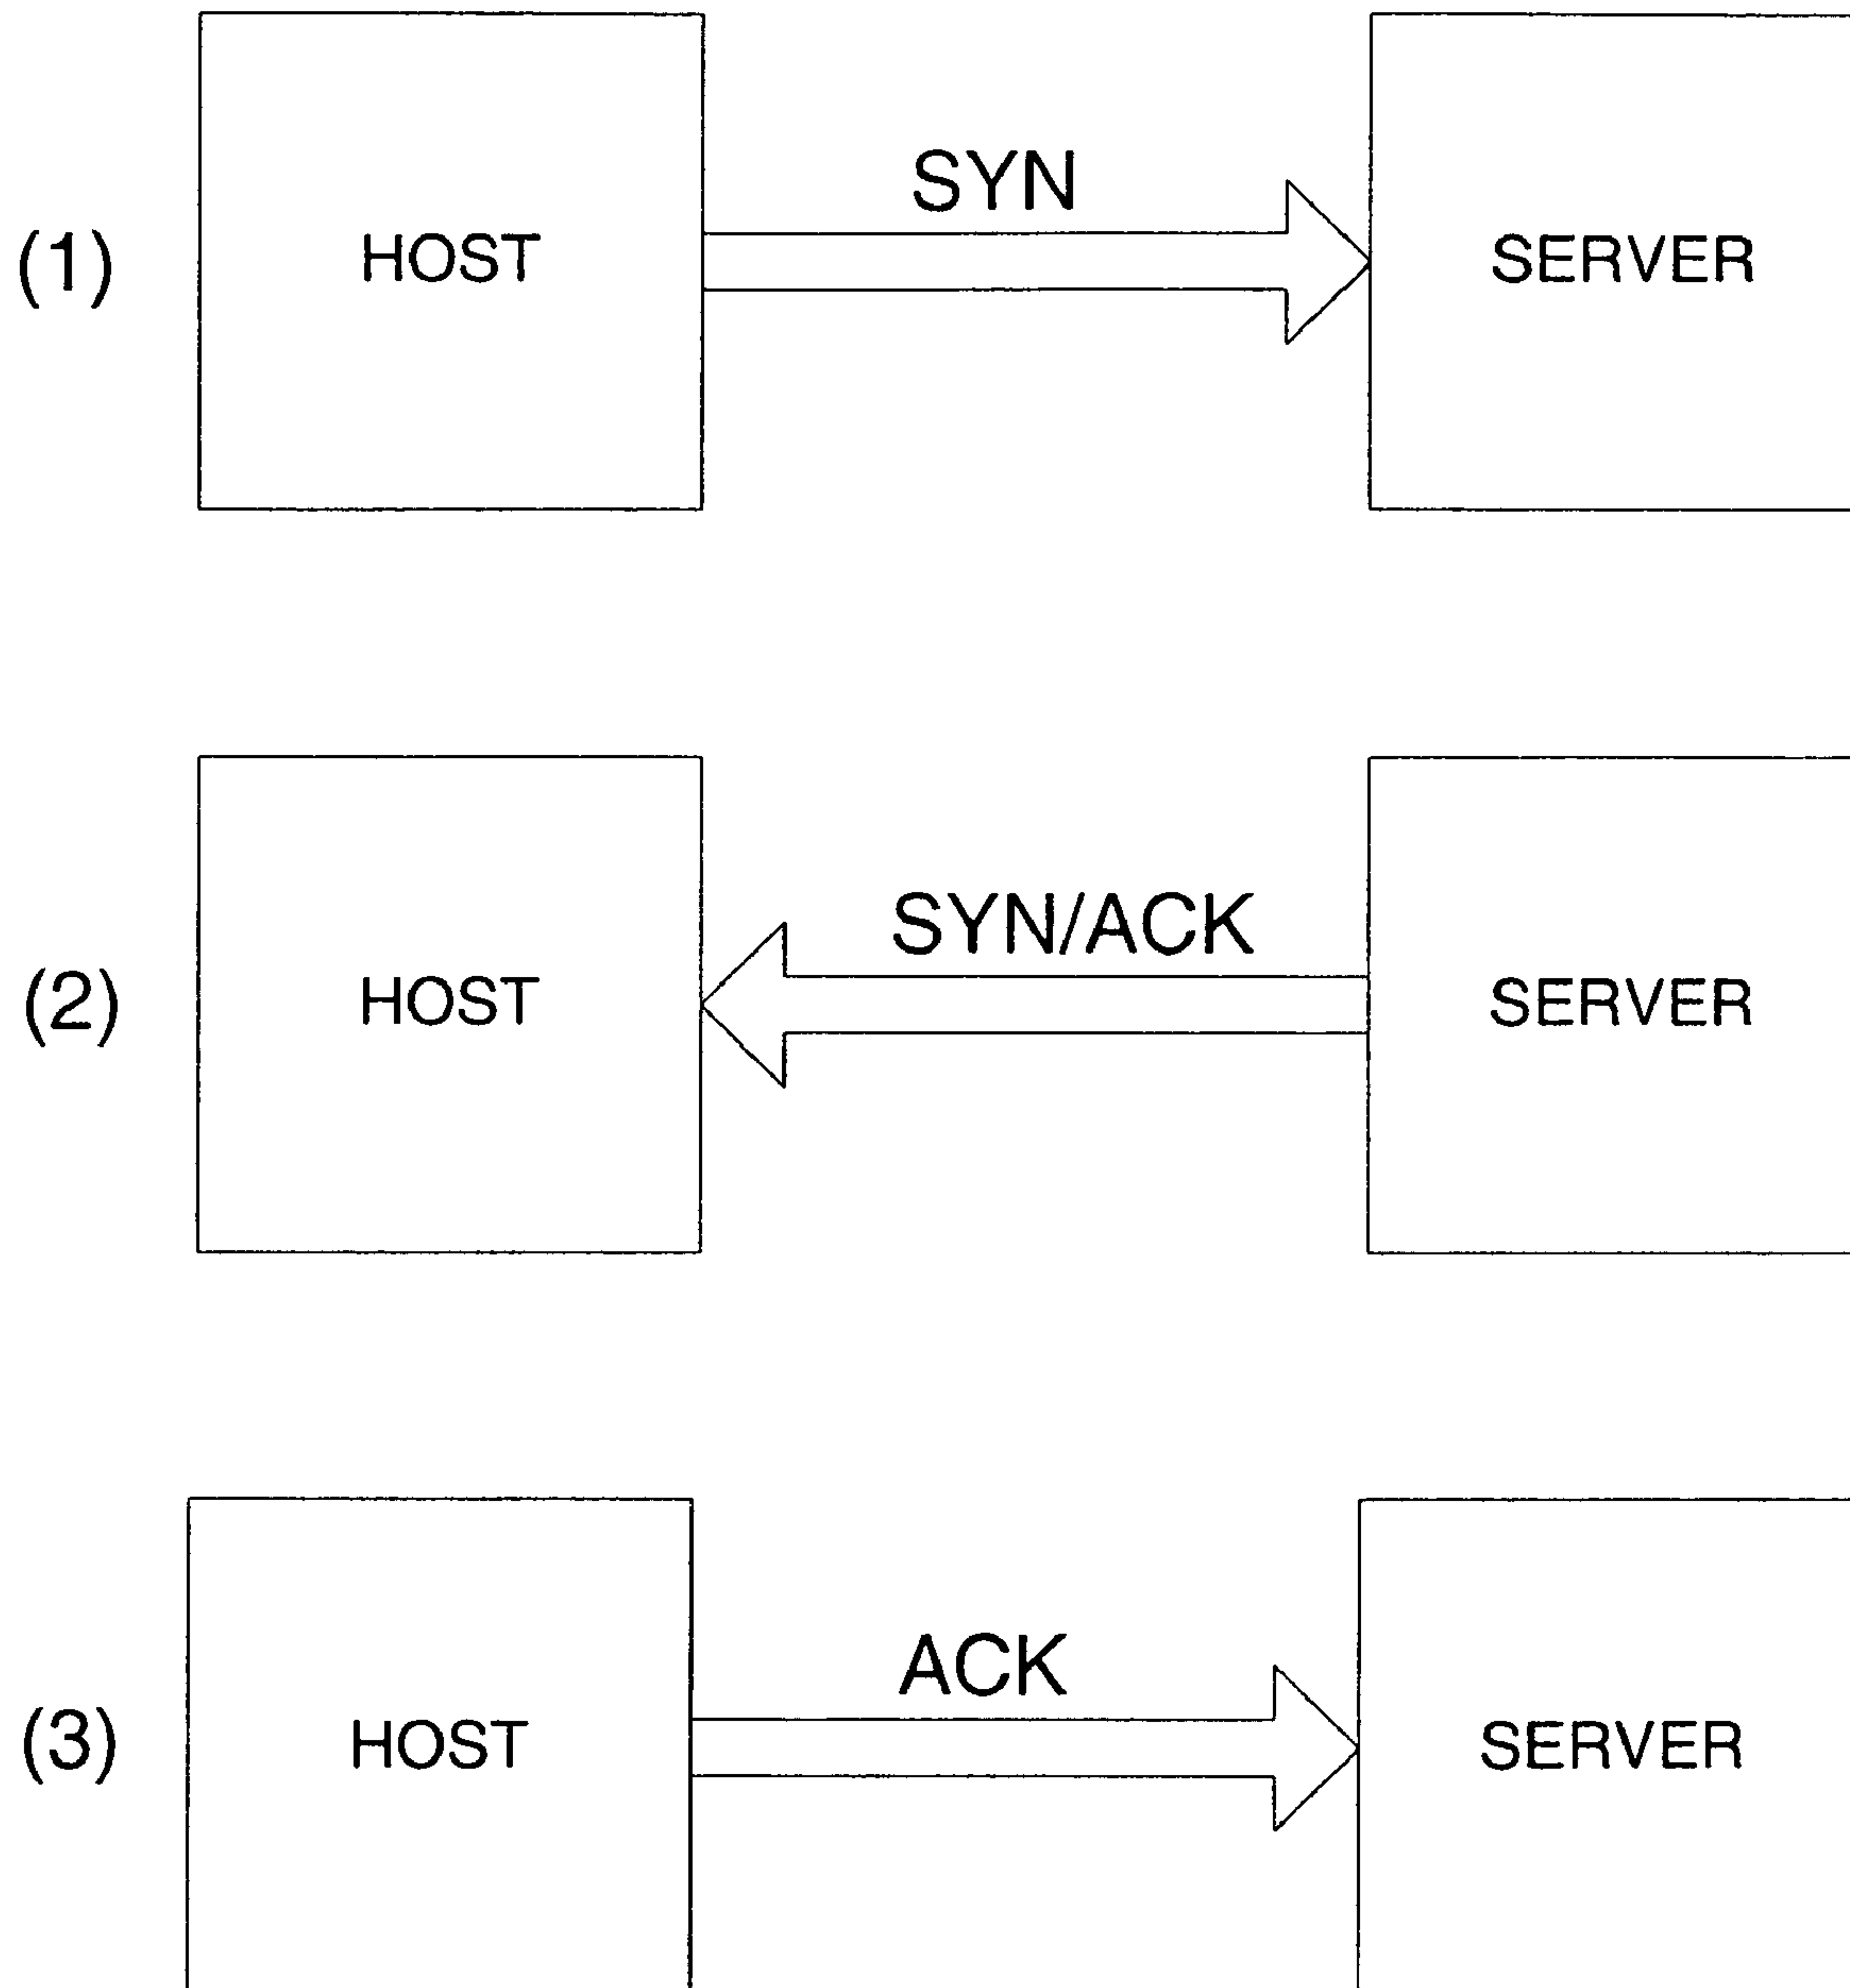 SYN
(1) HOST SERVER
SYN/ACK
(2) HOST SERVER
ACK
(3) HOST SERVER